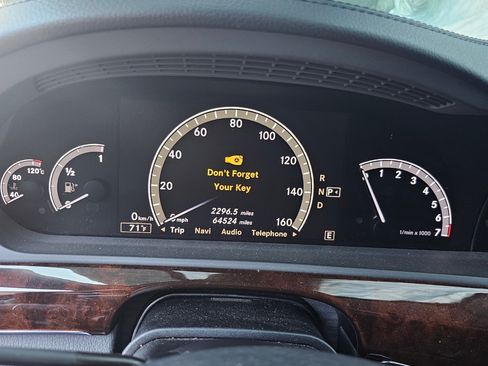 120°C
80
40
1
½
0
0 km/h
71°F
0 mph
20
40
60
80
100
120
140
160
Don't Forget
Your Key
2296.5 miles
64524 miles
Trip Navi Audio Telephone
R
N P
D
E
1
2
3
4
5
6
7
1/min x 1000